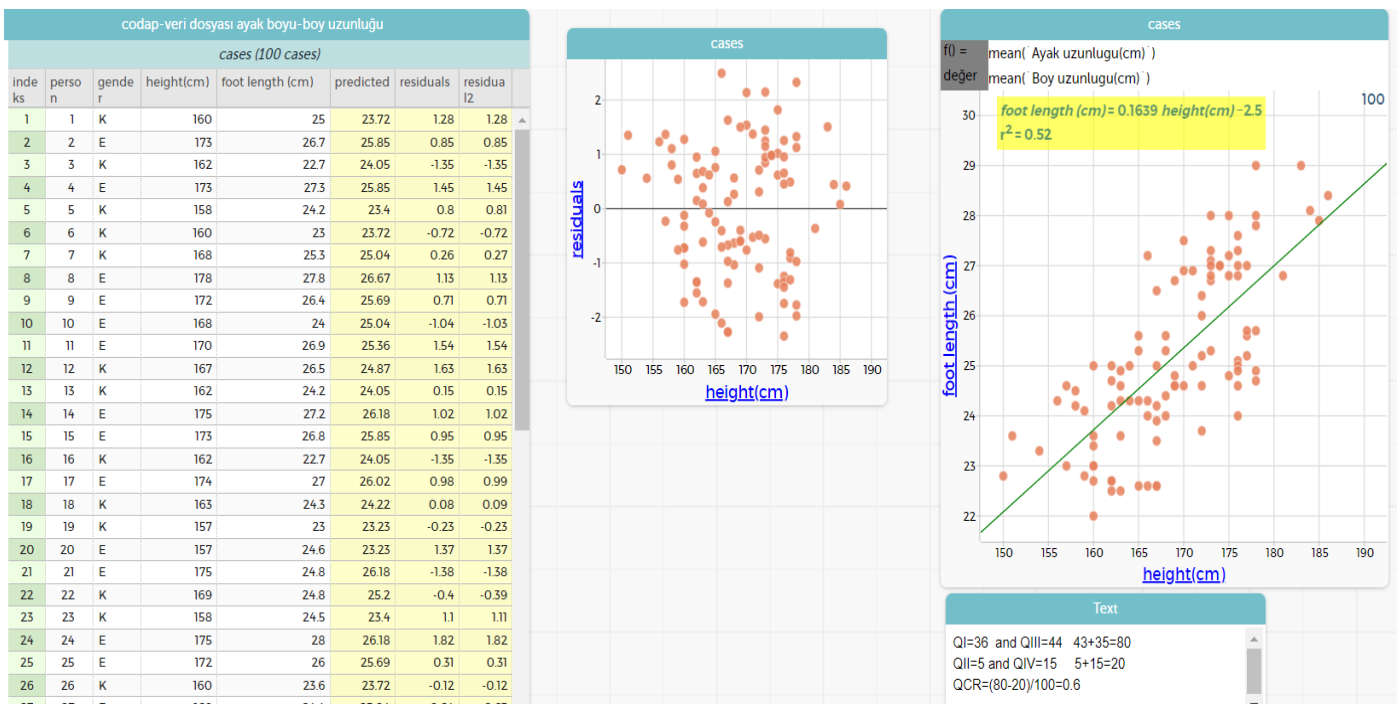 codap-veri dosyası ayak boyu-boy uzunluğu
cases (100 cases)
indeks person gender height(cm) foot length (cm) predicted residuals residual2
1 1 K 160 25 23.72 1.28 1.28
2 2 E 173 26.7 25.85 0.85 0.85
3 3 K 162 22.7 24.05 -1.35 -1.35
4 4 E 173 27.3 25.85 1.45 1.45
5 5 K 158 24.2 23.4 0.8 0.81
6 6 K 160 23 23.72 -0.72 -0.72
7 7 K 168 25.3 25.04 0.26 0.27
8 8 E 178 27.8 26.67 1.13 1.13
9 9 E 172 26.4 25.69 0.71 0.71
10 10 E 168 24 25.04 -1.04 -1.03
11 11 E 170 26.9 25.36 1.54 1.54
12 12 K 167 26.5 24.87 1.63 1.63
13 13 K 162 24.2 24.05 0.15 0.15
14 14 E 175 27.2 26.18 1.02 1.02
15 15 E 173 26.8 25.85 0.95 0.95
16 16 K 162 22.7 24.05 -1.35 -1.35
17 17 E 174 27 26.02 0.98 0.99
18 18 K 163 24.3 24.22 0.08 0.09
19 19 K 157 23 23.23 -0.23 -0.23
20 20 E 157 24.6 23.23 1.37 1.37
21 21 E 175 24.8 26.18 -1.38 -1.38
22 22 K 169 24.8 25.2 -0.4 -0.39
23 23 K 158 24.5 23.4 1.1 1.11
24 24 E 175 28 26.18 1.82 1.82
25 25 E 172 26 25.69 0.31 0.31
26 26 K 160 23.6 23.72 -0.12 -0.12
cases
2
1
0
-1
-2
residuals
150 155 160 165 170 175 180 185 190
height(cm)
cases
f() = mean(`Ayak uzunlugu(cm)`)
değer mean(`Boy uzunlugu(cm)`)
100
foot length (cm) = 0.1639 height(cm) −2.5
r² = 0.52
30
29
28
27
26
25
24
23
22
foot length (cm)
150 155 160 165 170 175 180 185 190
height(cm)
Text
QI=36 and QIII=44 43+35=80
QII=5 and QIV=15 5+15=20
QCR=(80-20)/100=0.6